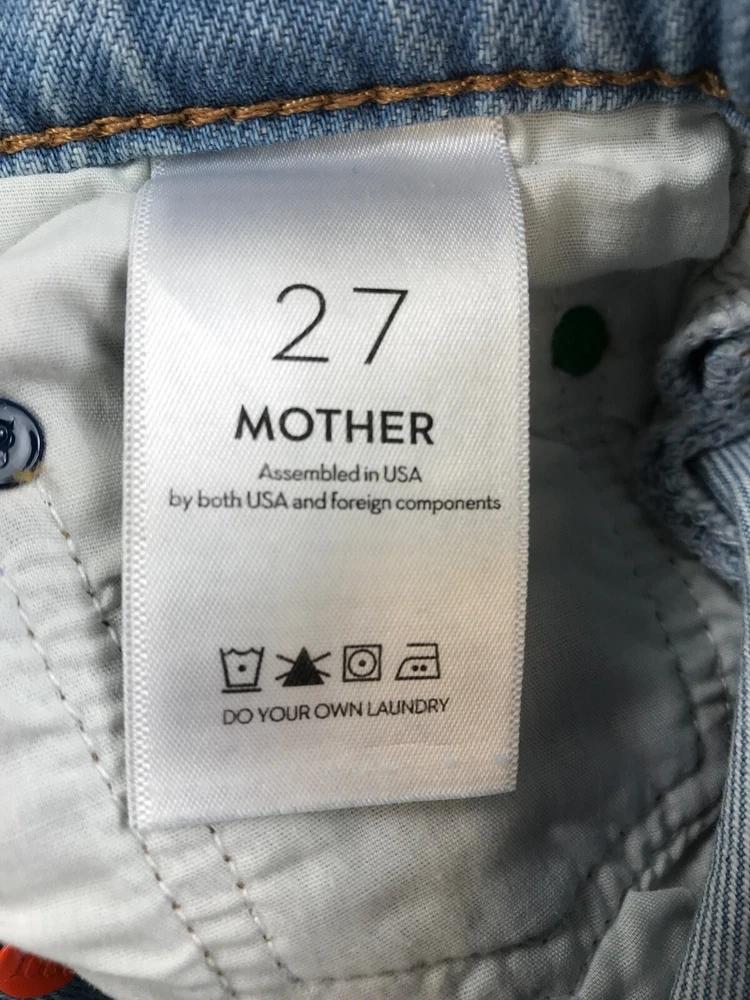 27
MOTHER
Assembled in USA
by both USA and foreign components
DO YOUR OWN LAUNDRY